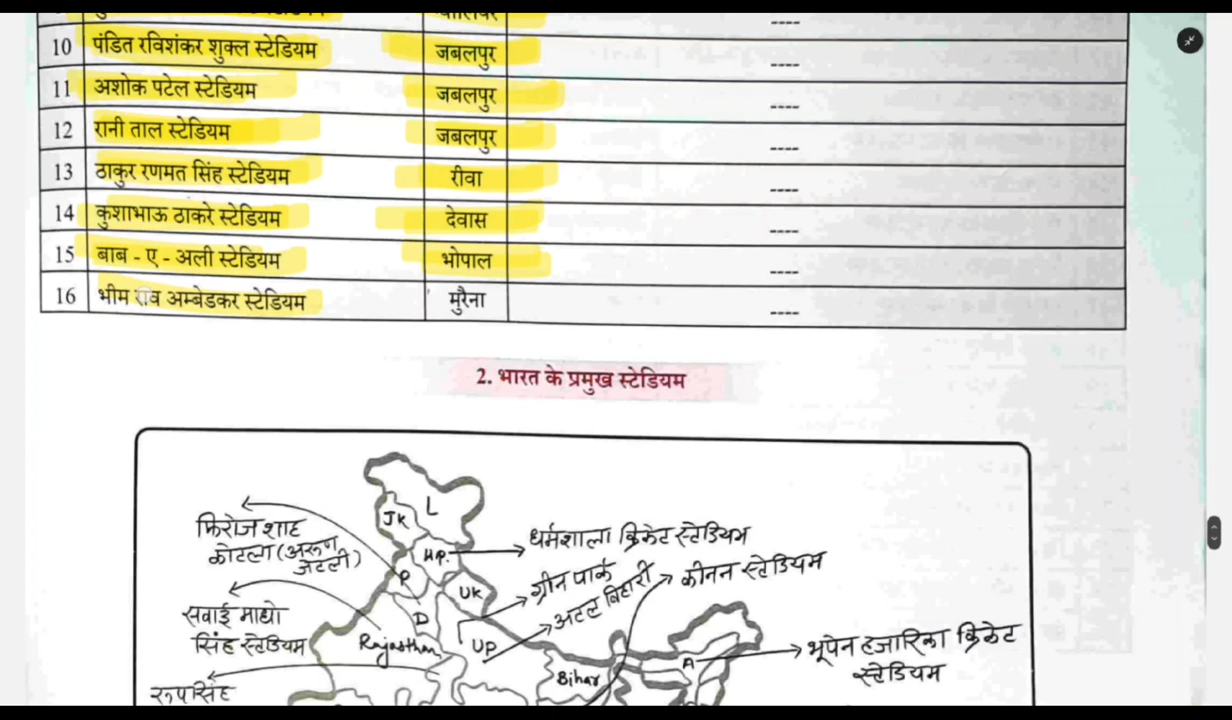 ग्वालियर
----
10 पंडित रविशंकर शुक्ल स्टेडियम जबलपुर ----
11 अशोक पटेल स्टेडियम जबलपुर ----
12 रानी ताल स्टेडियम जबलपुर ----
13 ठाकुर रणमत सिंह स्टेडियम रीवा ----
14 कुशाभाऊ ठाकरे स्टेडियम देवास ----
15 बाब - ए - अली स्टेडियम भोपाल ----
16 भीम राव अम्बेडकर स्टेडियम मुरैना ----
2. भारत के प्रमुख स्टेडियम
L
JK
फिरोज शाह
कोटला (अरुण
जेटली)
H.P.
धर्मशाला क्रिकेट स्टेडियम
P
UK
ग्रीन पार्क
अटल बिहारी
कीनन स्टेडियम
सवाई माधो
सिंह स्टेडियम
D
Rajasthan
UP
Bihar
A
भूपेन हजारिका क्रिकेट
स्टेडियम
रूपसिंह